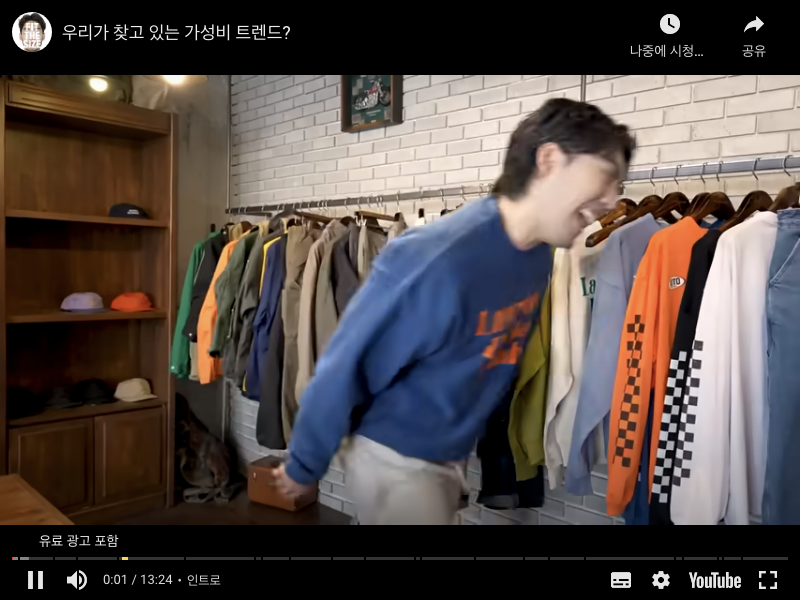 FIT
THE
SIZE
우리가 찾고 있는 가성비 트렌드?
나중에 시청...
공유
유료 광고 포함
0:01 / 13:24 • 인트로
YouTube